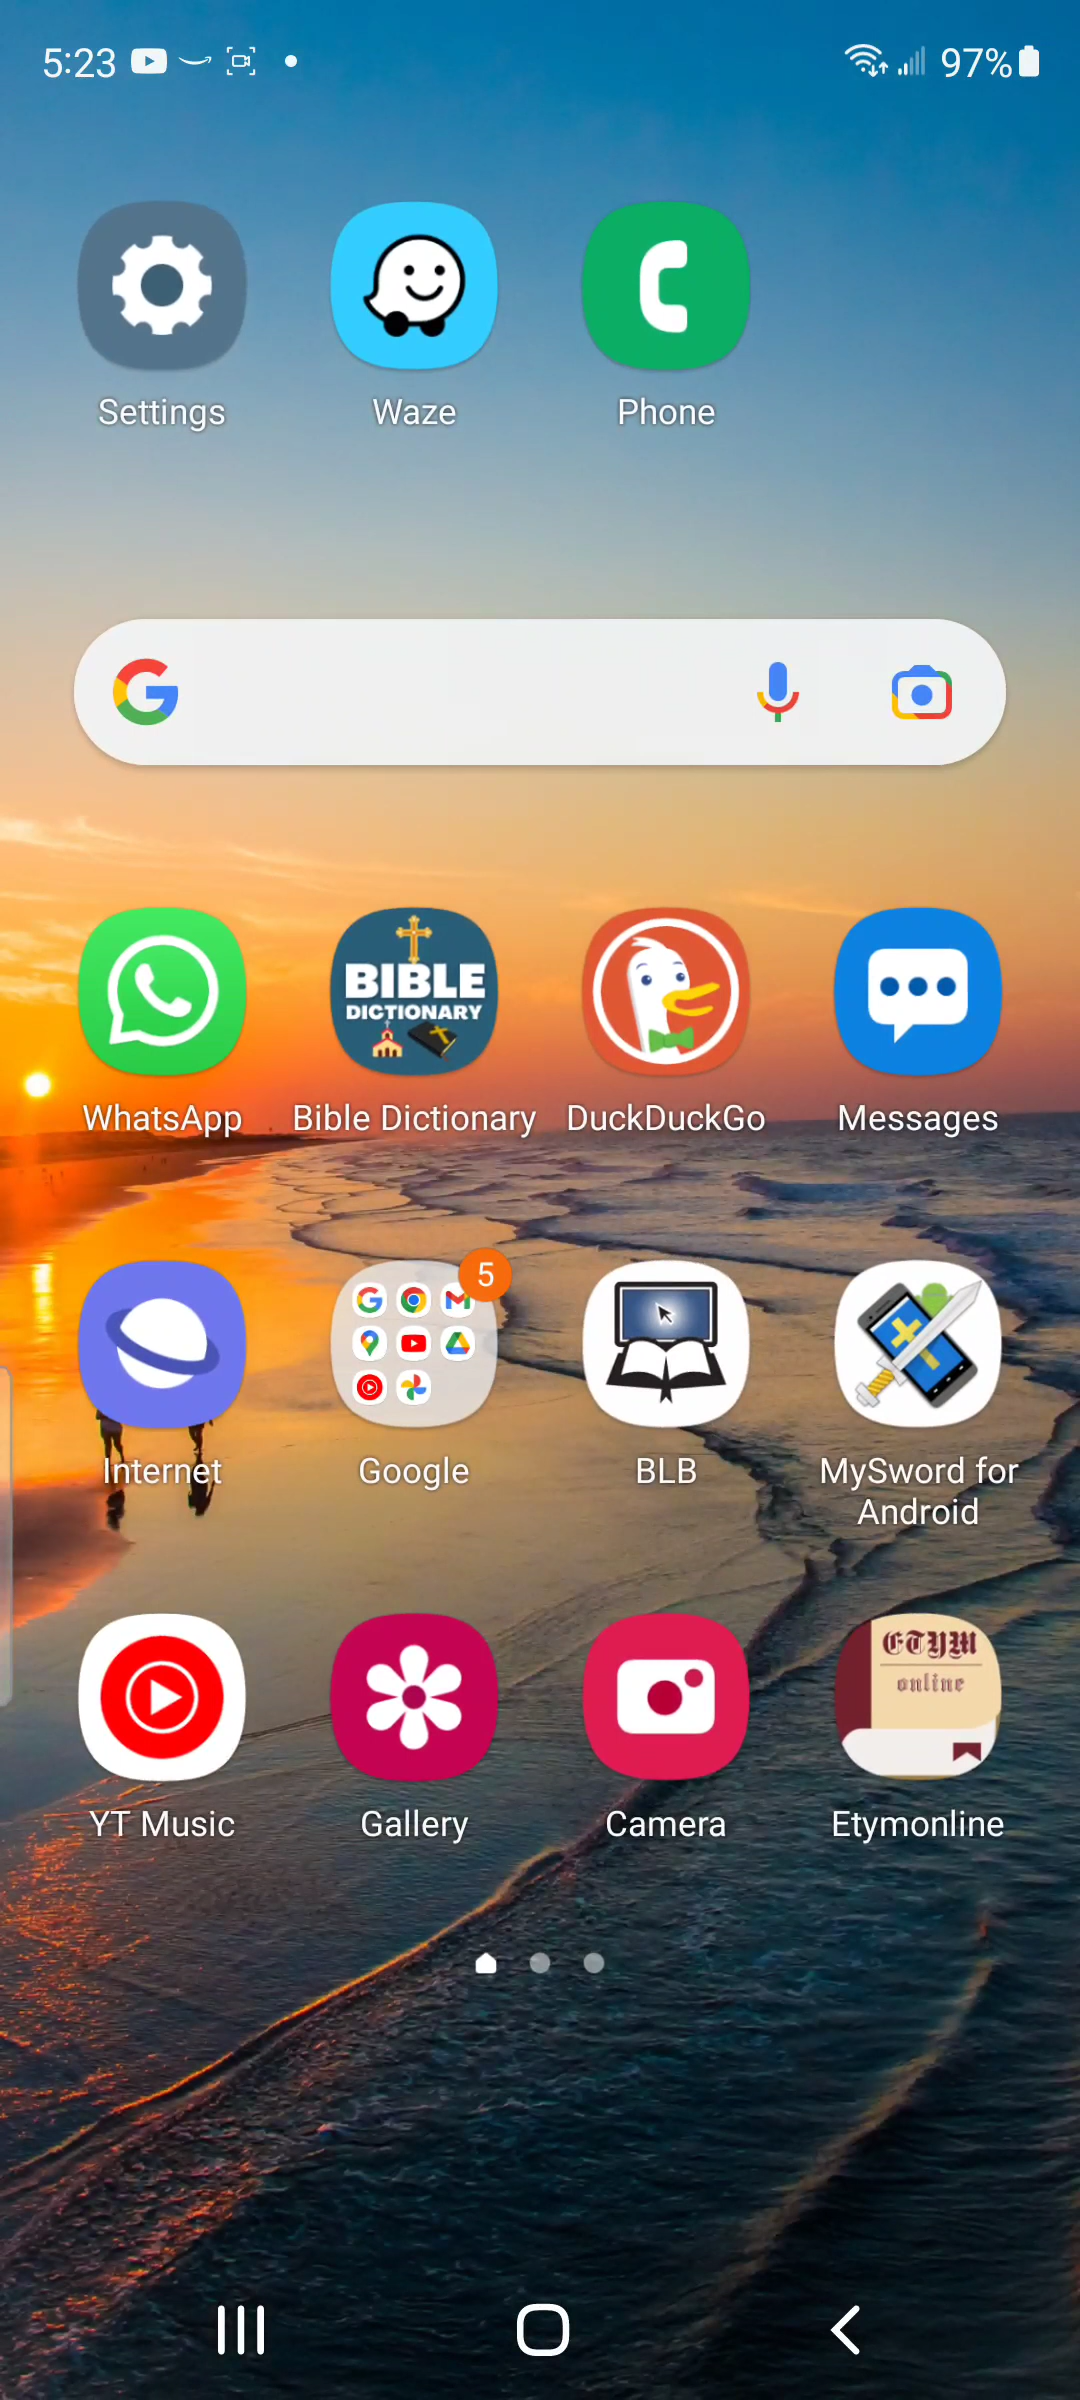 5:23 97%
Settings Waze Phone
BIBLE
DICTIONARY
WhatsApp Bible Dictionary DuckDuckGo Messages
5
Internet Google BLB MySword for
Android
ETYM
online
YT Music Gallery Camera Etymonline